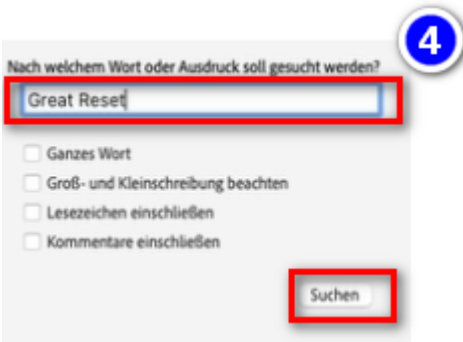 4
Nach welchem Wort oder Ausdruck soll gesucht werden?
Great Reset
Ganzes Wort
Groß- und Kleinschreibung beachten
Lesezeichen einschließen
Kommentare einschließen
Suchen